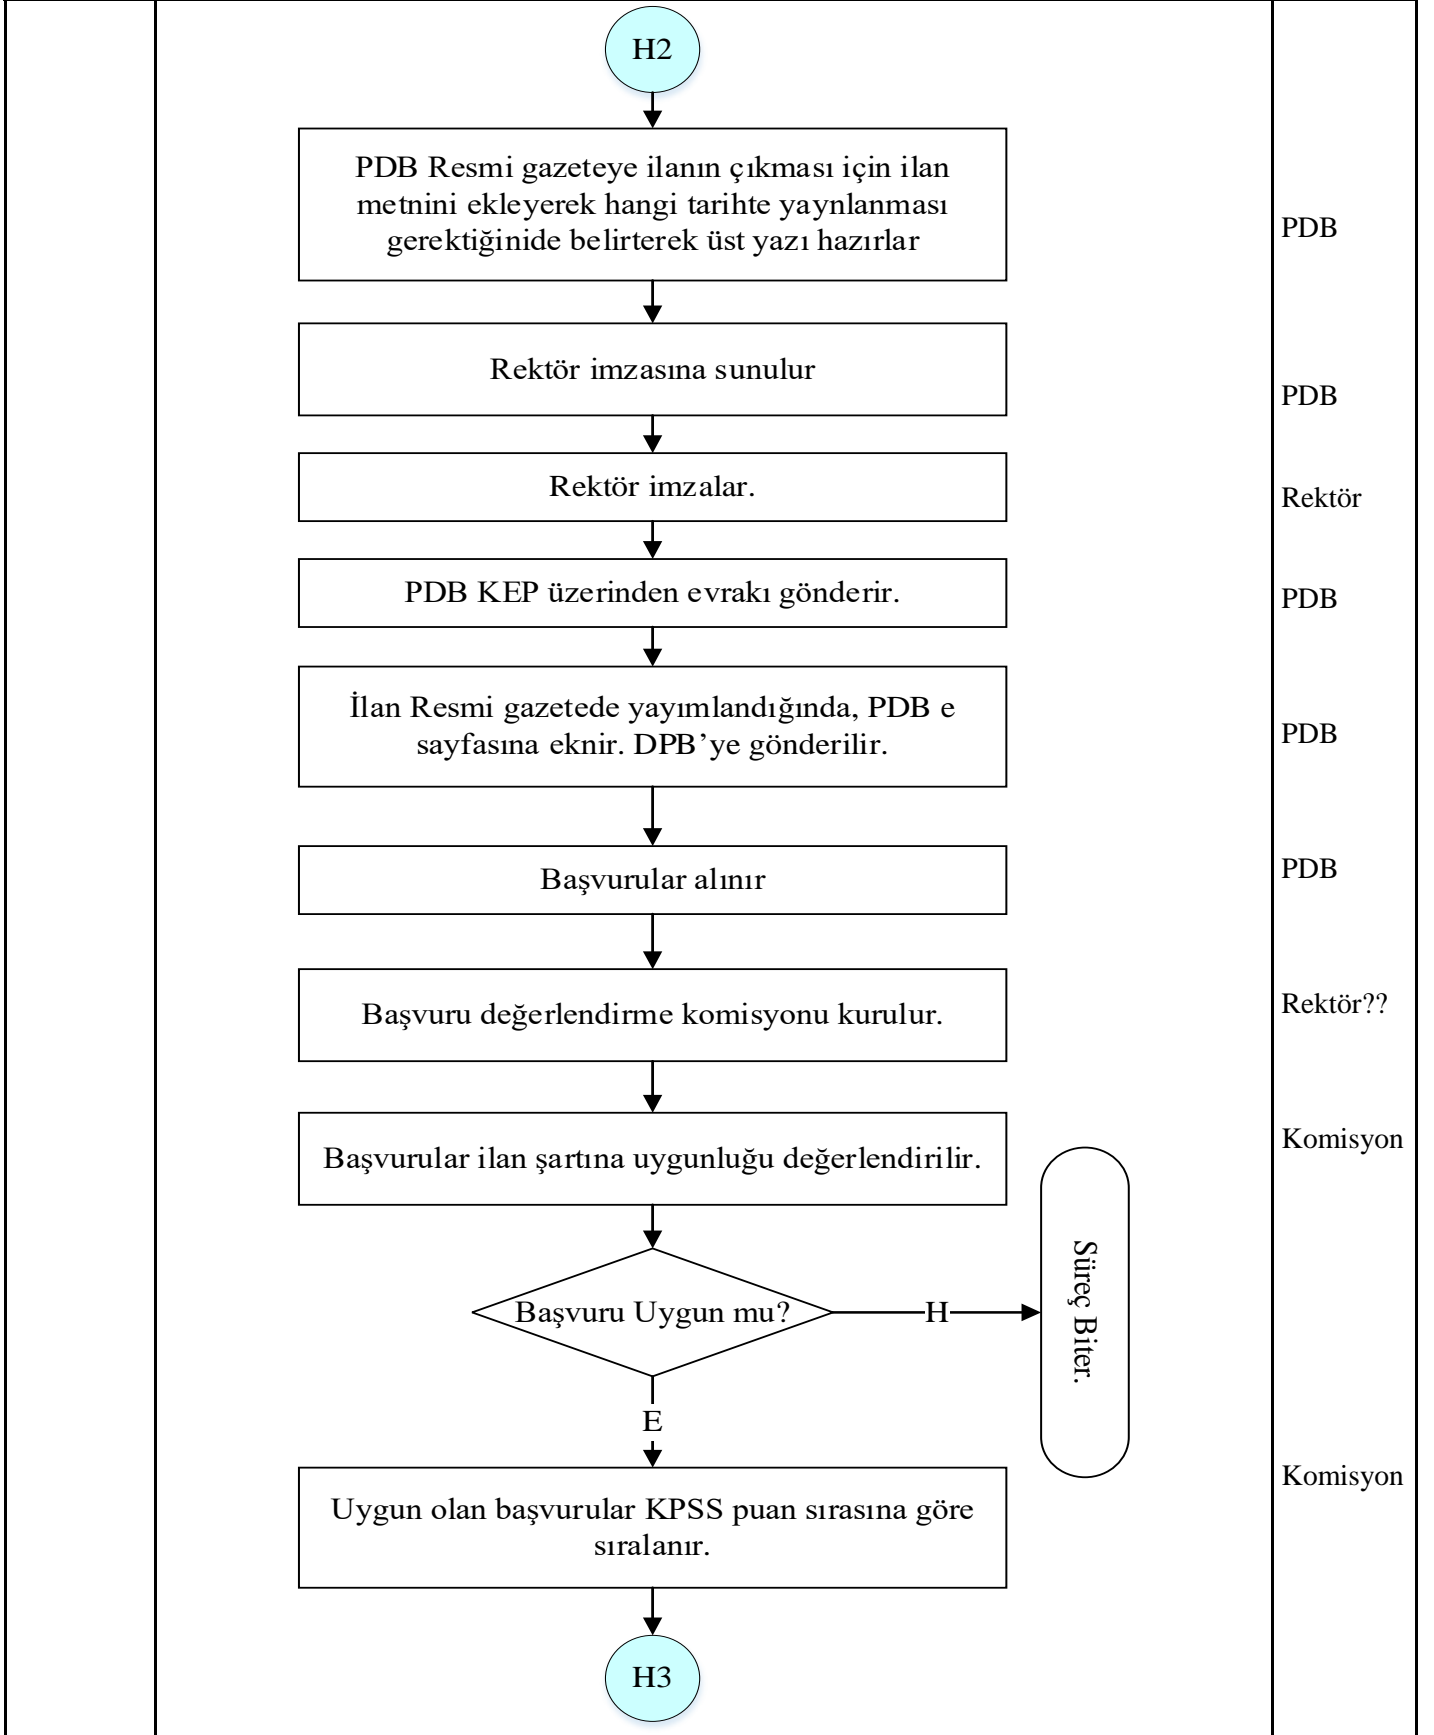 H2
PDB Resmi gazeteye ilanın çıkması için ilan
metnini ekleyerek hangi tarihte yaynlanması
gerektiğinide belirterek üst yazı hazırlar
PDB
Rektör imzasına sunulur
PDB
Rektör imzalar.
Rektör
PDB KEP üzerinden evrakı gönderir.
PDB
İlan Resmi gazetede yayımlandığında, PDB e
sayfasına eknir. DPB’ye gönderilir.
PDB
Başvurular alınır
PDB
Başvuru değerlendirme komisyonu kurulur.
Rektör??
Başvurular ilan şartına uygunluğu değerlendirilir.
Komisyon
Başvuru Uygun mu?
H
Süreç Biter.
E
Uygun olan başvurular KPSS puan sırasına göre
sıralanır.
Komisyon
H3